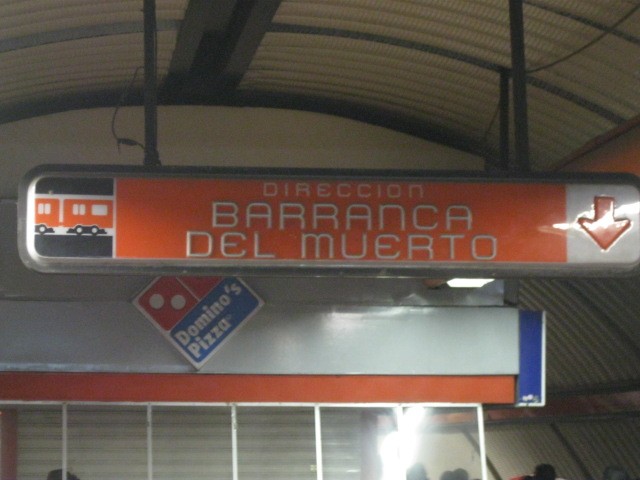 DIRECCION
BARRANCA
DEL MUERTO
Domino's
Pizza